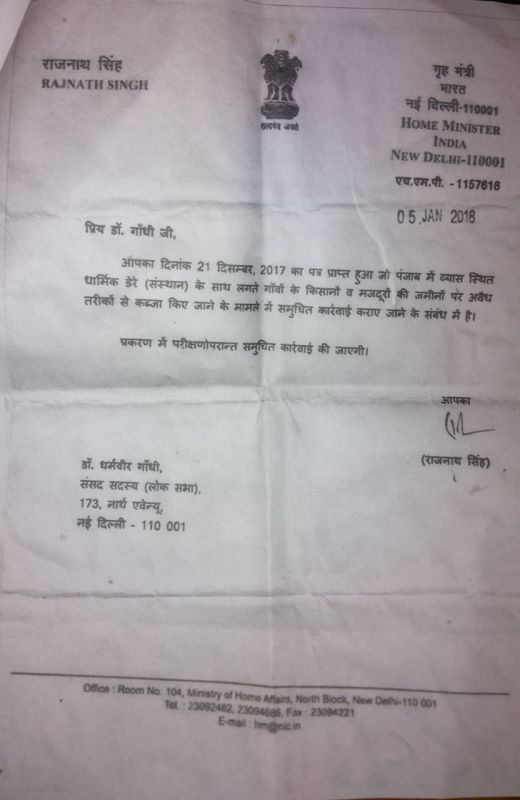 राजनाथ सिंह
RAJNATH SINGH
सत्यमेव जयते
गृह मंत्री
भारत
नई दिल्ली-110001
HOME MINISTER
INDIA
NEW DELHI-110001
एच.एम.पी. - 1157616
05 JAN 2018
प्रिय डॉ. गाँधी जी,
आपका दिनांक 21 दिसम्बर, 2017 का पत्र प्राप्त हुआ जो पंजाब में व्यास स्थित
धार्मिक डेरे (संस्थान) के साथ लगते गाँवों के किसानों व मजदूरों की जमीनों पर अवैध
तरीकों से कब्जा किए जाने के मामले में समुचित कार्रवाई कराए जाने के संबंध में है।
प्रकरण में परीक्षणोपरान्त समुचित कार्रवाई की जाएगी।
आपका
(राजनाथ सिंह)
डॉ. धर्मवीर गाँधी,
संसद सदस्य (लोक सभा),
173, नार्थ एवेन्यू,
नई दिल्ली - 110 001
Office : Room No. 104, Ministry of Home Affairs, North Block, New Delhi-110 001
Tel. : 23092462, 23094686, Fax : 23094221
E-mail : hm@nic.in